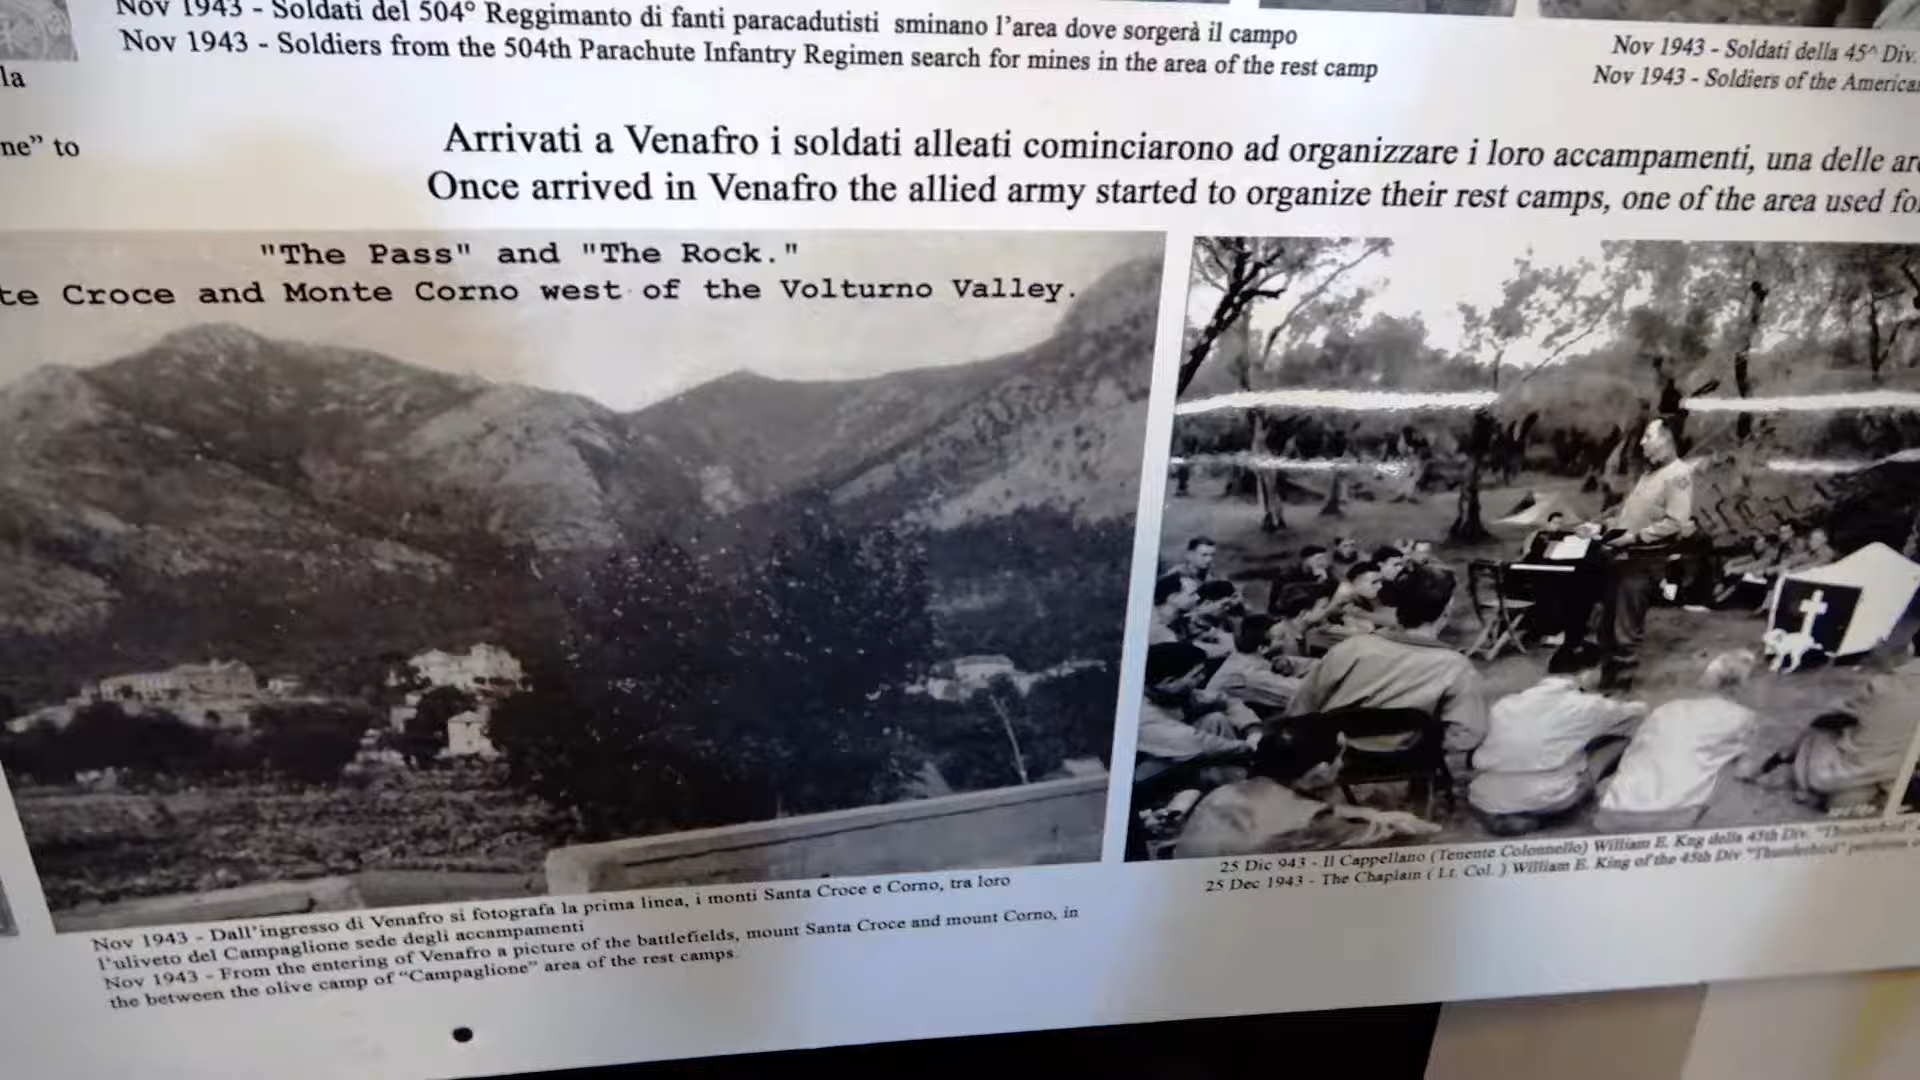 Nov 1943 - Soldati del 504° Reggimanto di fanti paracadutisti sminano l'area dove sorgerà il campo
Nov 1943 - Soldiers from the 504th Parachute Infantry Regimen search for mines in the area of the rest camp
Nov 1943 - Soldati della 45^ Div.
Nov 1943 - Soldiers of the American
la
ne" to
Arrivati a Venafro i soldati alleati cominciarono ad organizzare i loro accampamenti, una delle
Once arrived in Venafro the allied army started to organize their rest camps, one of the area used
"The Pass" and "The Rock."
te Croce and Monte Corno west of the Volturno Valley.
Nov 1943 - Dall'ingresso di Venafro si fotografa la prima linea, i monti Santa Croce e Corno, tra loro
l'uliveto del Campaglione sede degli accampamenti
Nov 1943 - From the entering of Venafro a picture of the battlefields, mount Santa Croce and mount Corno, in
the between the olive camp of "Campaglione" area of the rest camps.
25 Dic 943 - Il Cappellano (Tenente Colonnello) William E. Kng della 45th Div. "Thunderbird"
25 Dec 1943 - The Chaplain ( Lt. Col. ) William E. King of the 45th Div "Thunderbird"